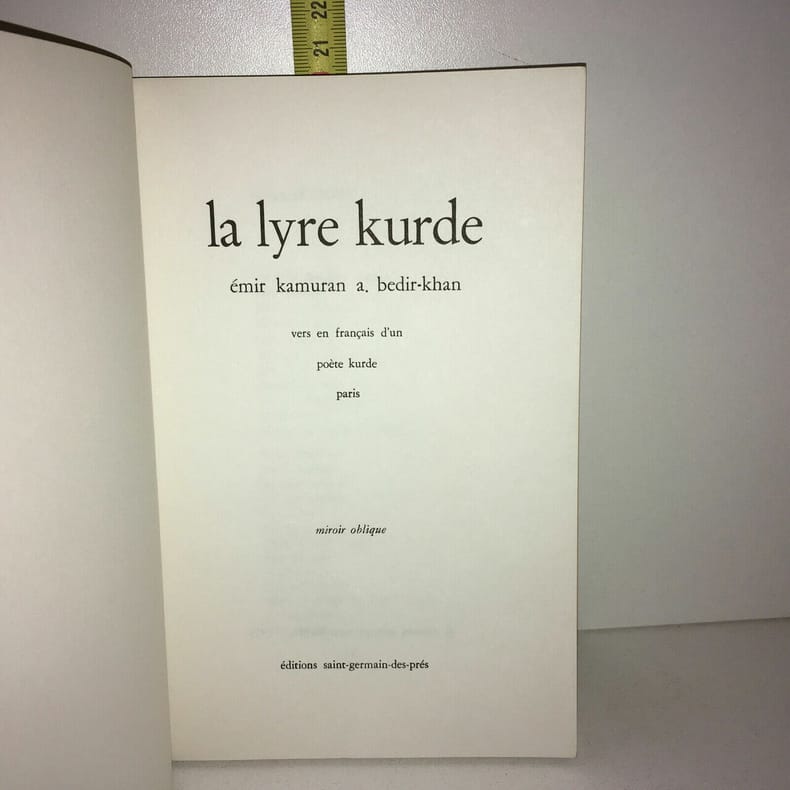 21 22
la lyre kurde
émir kamuran a. bedir-khan
vers en français d'un
poète kurde
paris
miroir oblique
éditions saint-germain-des-prés